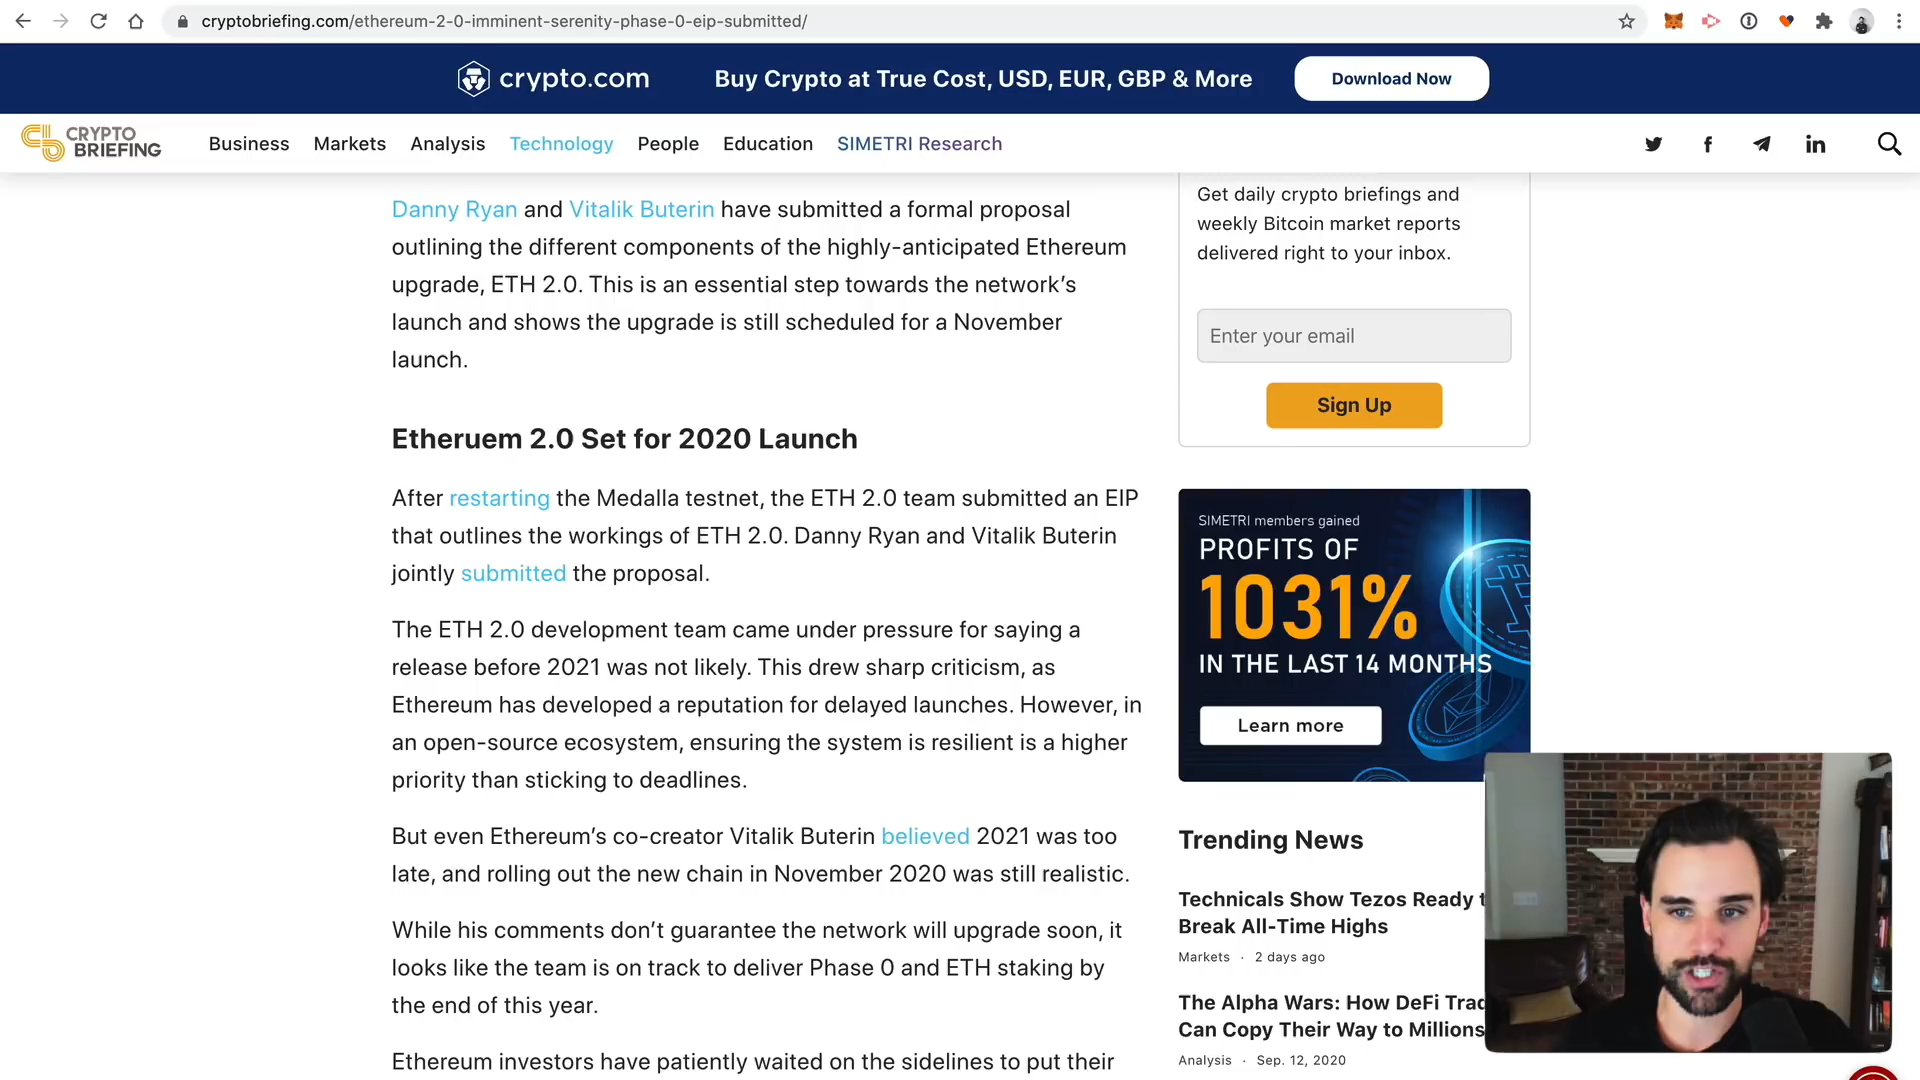 cryptobriefing.com/ethereum-2-0-imminent-serenity-phase-0-eip-submitted/
crypto.com
Buy Crypto at True Cost, USD, EUR, GBP & More
Download Now
CRYPTO
BRIEFING
Business
Markets
Analysis
Technology
People
Education
SIMETRI Research
Danny Ryan and Vitalik Buterin have submitted a formal proposal
outlining the different components of the highly-anticipated Ethereum
upgrade, ETH 2.0. This is an essential step towards the network’s
launch and shows the upgrade is still scheduled for a November
launch.
Etheruem 2.0 Set for 2020 Launch
After restarting the Medalla testnet, the ETH 2.0 team submitted an EIP
that outlines the workings of ETH 2.0. Danny Ryan and Vitalik Buterin
jointly submitted the proposal.
The ETH 2.0 development team came under pressure for saying a
release before 2021 was not likely. This drew sharp criticism, as
Ethereum has developed a reputation for delayed launches. However, in
an open-source ecosystem, ensuring the system is resilient is a higher
priority than sticking to deadlines.
But even Ethereum’s co-creator Vitalik Buterin believed 2021 was too
late, and rolling out the new chain in November 2020 was still realistic.
While his comments don’t guarantee the network will upgrade soon, it
looks like the team is on track to deliver Phase 0 and ETH staking by
the end of this year.
Ethereum investors have patiently waited on the sidelines to put their
Get daily crypto briefings and
weekly Bitcoin market reports
delivered right to your inbox.
Enter your email
Sign Up
SIMETRI members gained
PROFITS OF
1031%
IN THE LAST 14 MONTHS
Learn more
Trending News
Technicals Show Tezos Ready t
Break All-Time Highs
Markets · 2 days ago
The Alpha Wars: How DeFi Trad
Can Copy Their Way to Millions
Analysis · Sep. 12, 2020